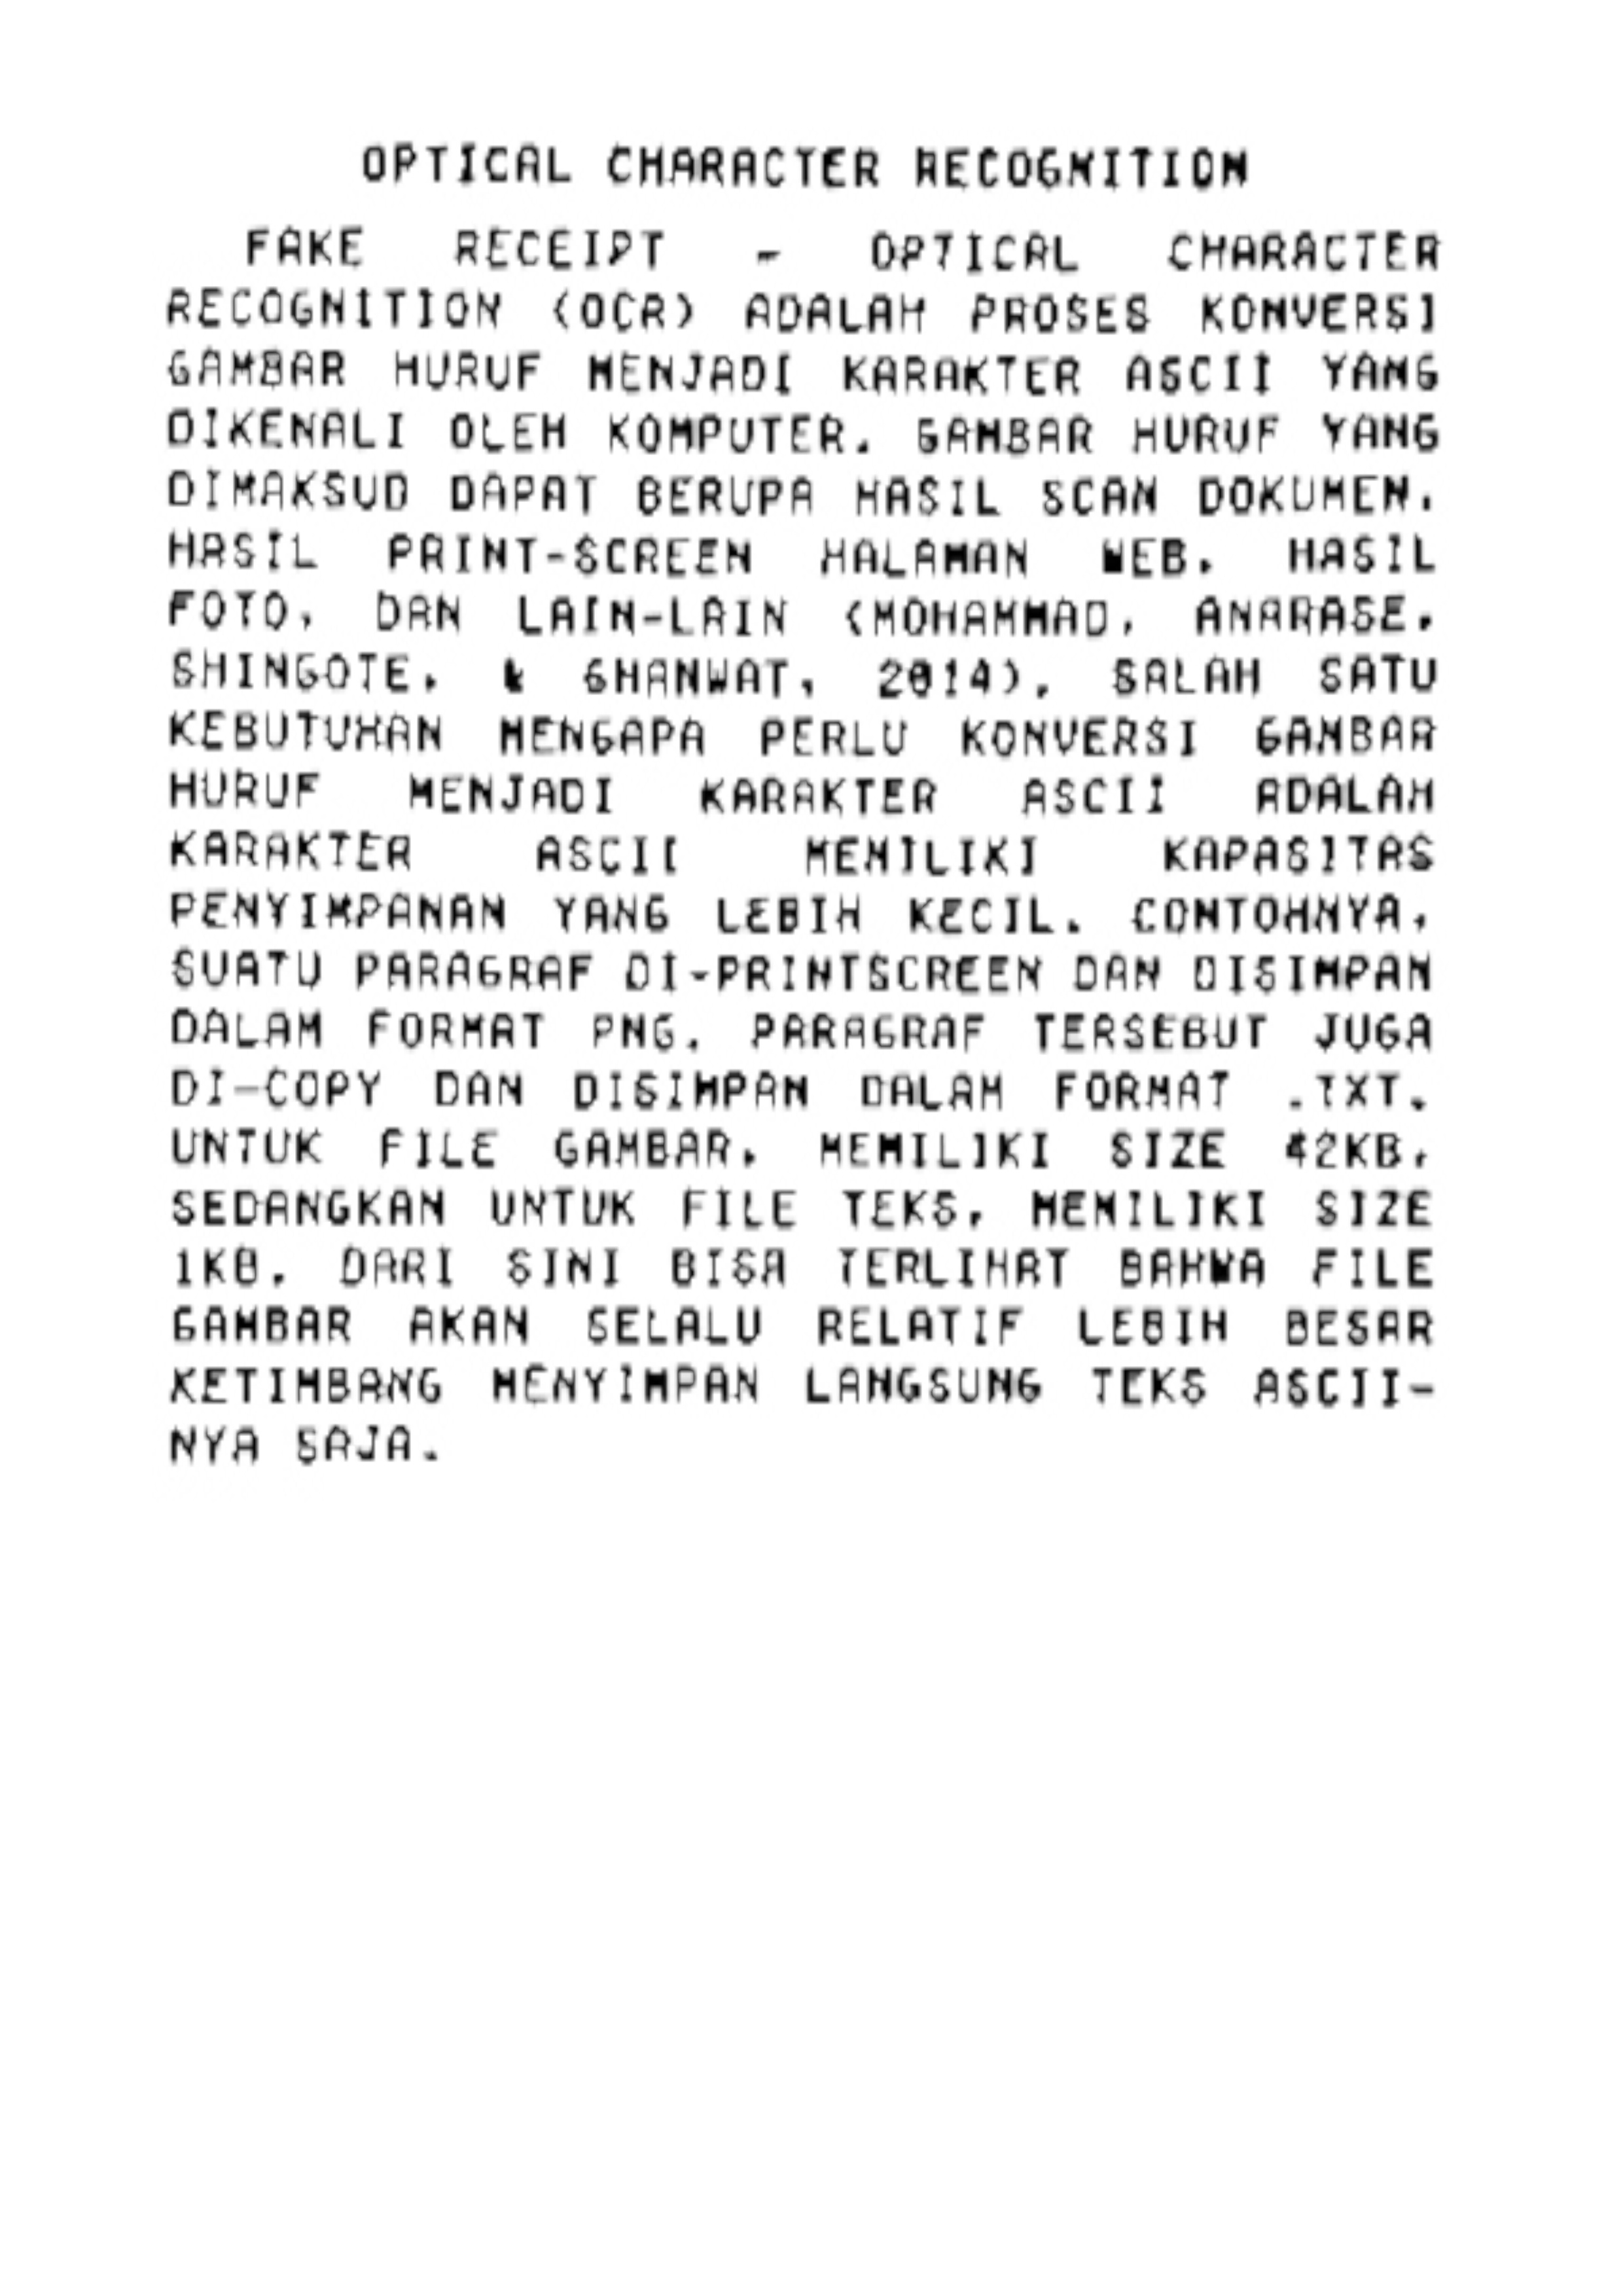 OPTICAL CHARACTER RECOGNITION
FAKE RECEIPT - OPTICAL CHARACTER
RECOGNITION (OCR) ADALAH PROSES KONVERSI
GAMBAR HURUF MENJADI KARAKTER ASCII YANG
DIKENALI OLEH KOMPUTER. GAMBAR HURUF YANG
DIMAKSUD DAPAT BERUPA HASIL SCAN DOKUMEN,
HASIL PRINT-SCREEN HALAMAN WEB, HASIL
FOTO, DAN LAIN-LAIN (MOHAMMAD, ANARASE,
SHINGOTE, & GHANWAT, 2014). SALAH SATU
KEBUTUHAN MENGAPA PERLU KONVERSI GAMBAR
HURUF MENJADI KARAKTER ASCII ADALAH
KARAKTER ASCII MEMILIKI KAPASITAS
PENYIMPANAN YANG LEBIH KECIL. CONTOHNYA,
SUATU PARAGRAF DI-PRINTSCREEN DAN DISIMPAN
DALAM FORMAT PNG. PARAGRAF TERSEBUT JUGA
DI-COPY DAN DISIMPAN DALAM FORMAT .TXT.
UNTUK FILE GAMBAR, MEMILIKI SIZE 42KB,
SEDANGKAN UNTUK FILE TEKS, MEMILIKI SIZE
1KB. DARI SINI BISA TERLIHAT BAHWA FILE
GAMBAR AKAN SELALU RELATIF LEBIH BESAR
KETIMBANG MENYIMPAN LANGSUNG TEKS ASCII-
NYA SAJA.